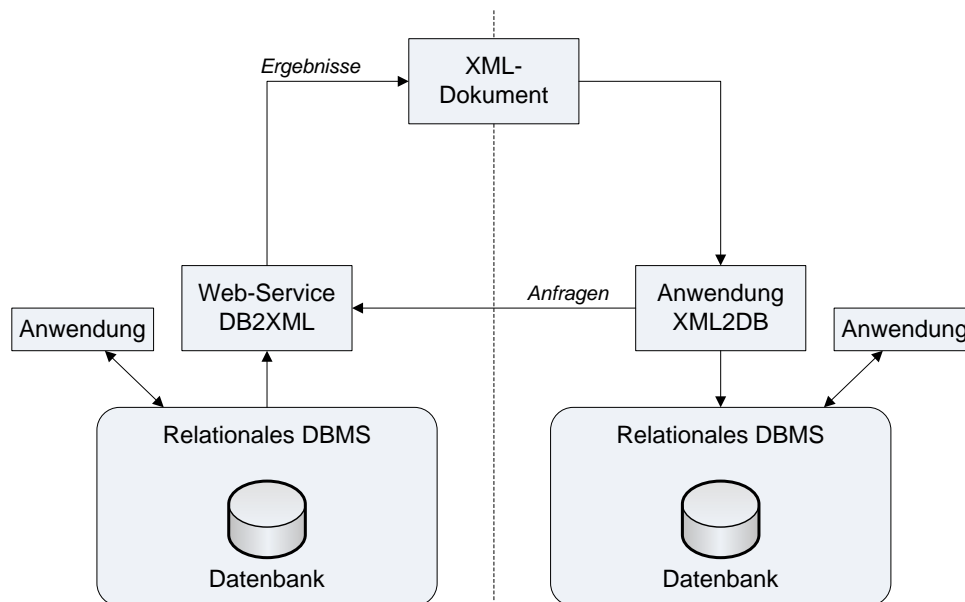 Ergebnisse
XML-
Dokument
Web-Service
DB2XML
Anfragen
Anwendung
XML2DB
Anwendung
Anwendung
Relationales DBMS
Datenbank
Relationales DBMS
Datenbank